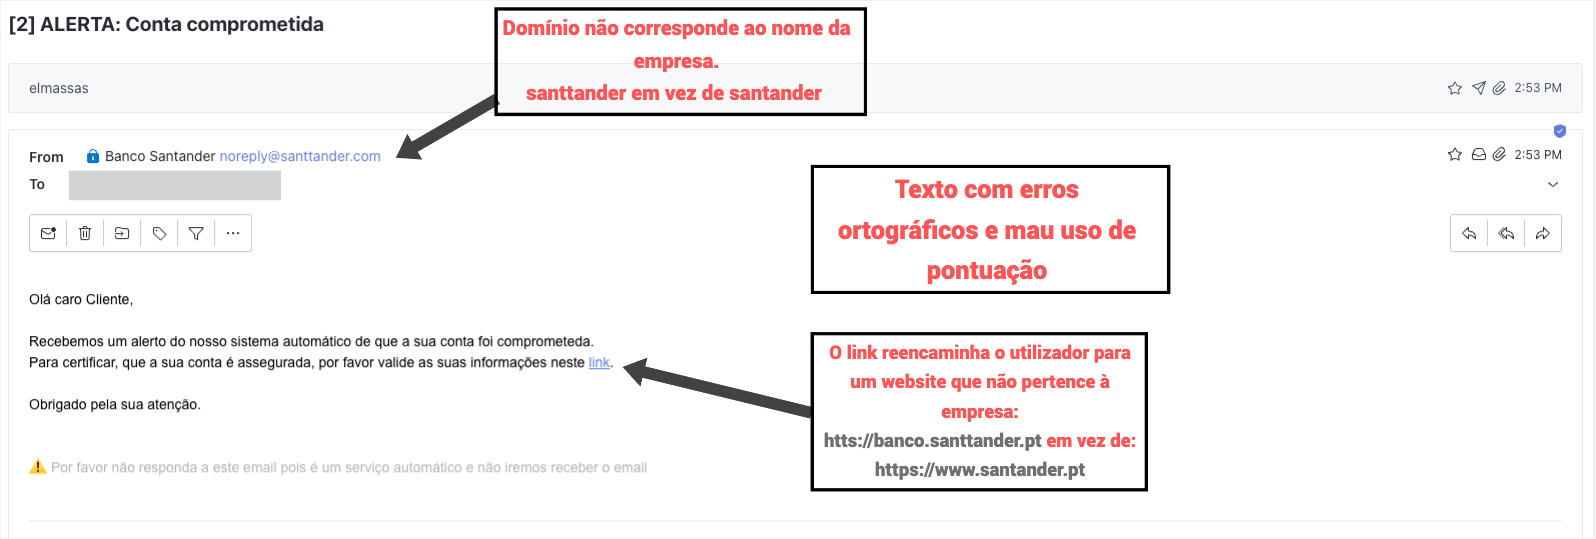 [2] ALERTA: Conta comprometida
Domínio não corresponde ao nome da
empresa.
santtander em vez de santander
elmassas
2:53 PM
From Banco Santander noreply@santtander.com
2:53 PM
To
Texto com erros
ortográficos e mau uso de
pontuação
Olá caro Cliente,
Recebemos um alerto do nosso sistema automático de que a sua conta foi comprometeda.
Para certificar, que a sua conta é assegurada, por favor valide as suas informações neste link.
Obrigado pela sua atenção.
O link reencaminha o utilizador para
um website que não pertence à
empresa:
htts://banco.santtander.pt em vez de:
https://www.santander.pt
Por favor não responda a este email pois é um serviço automático e não iremos receber o email